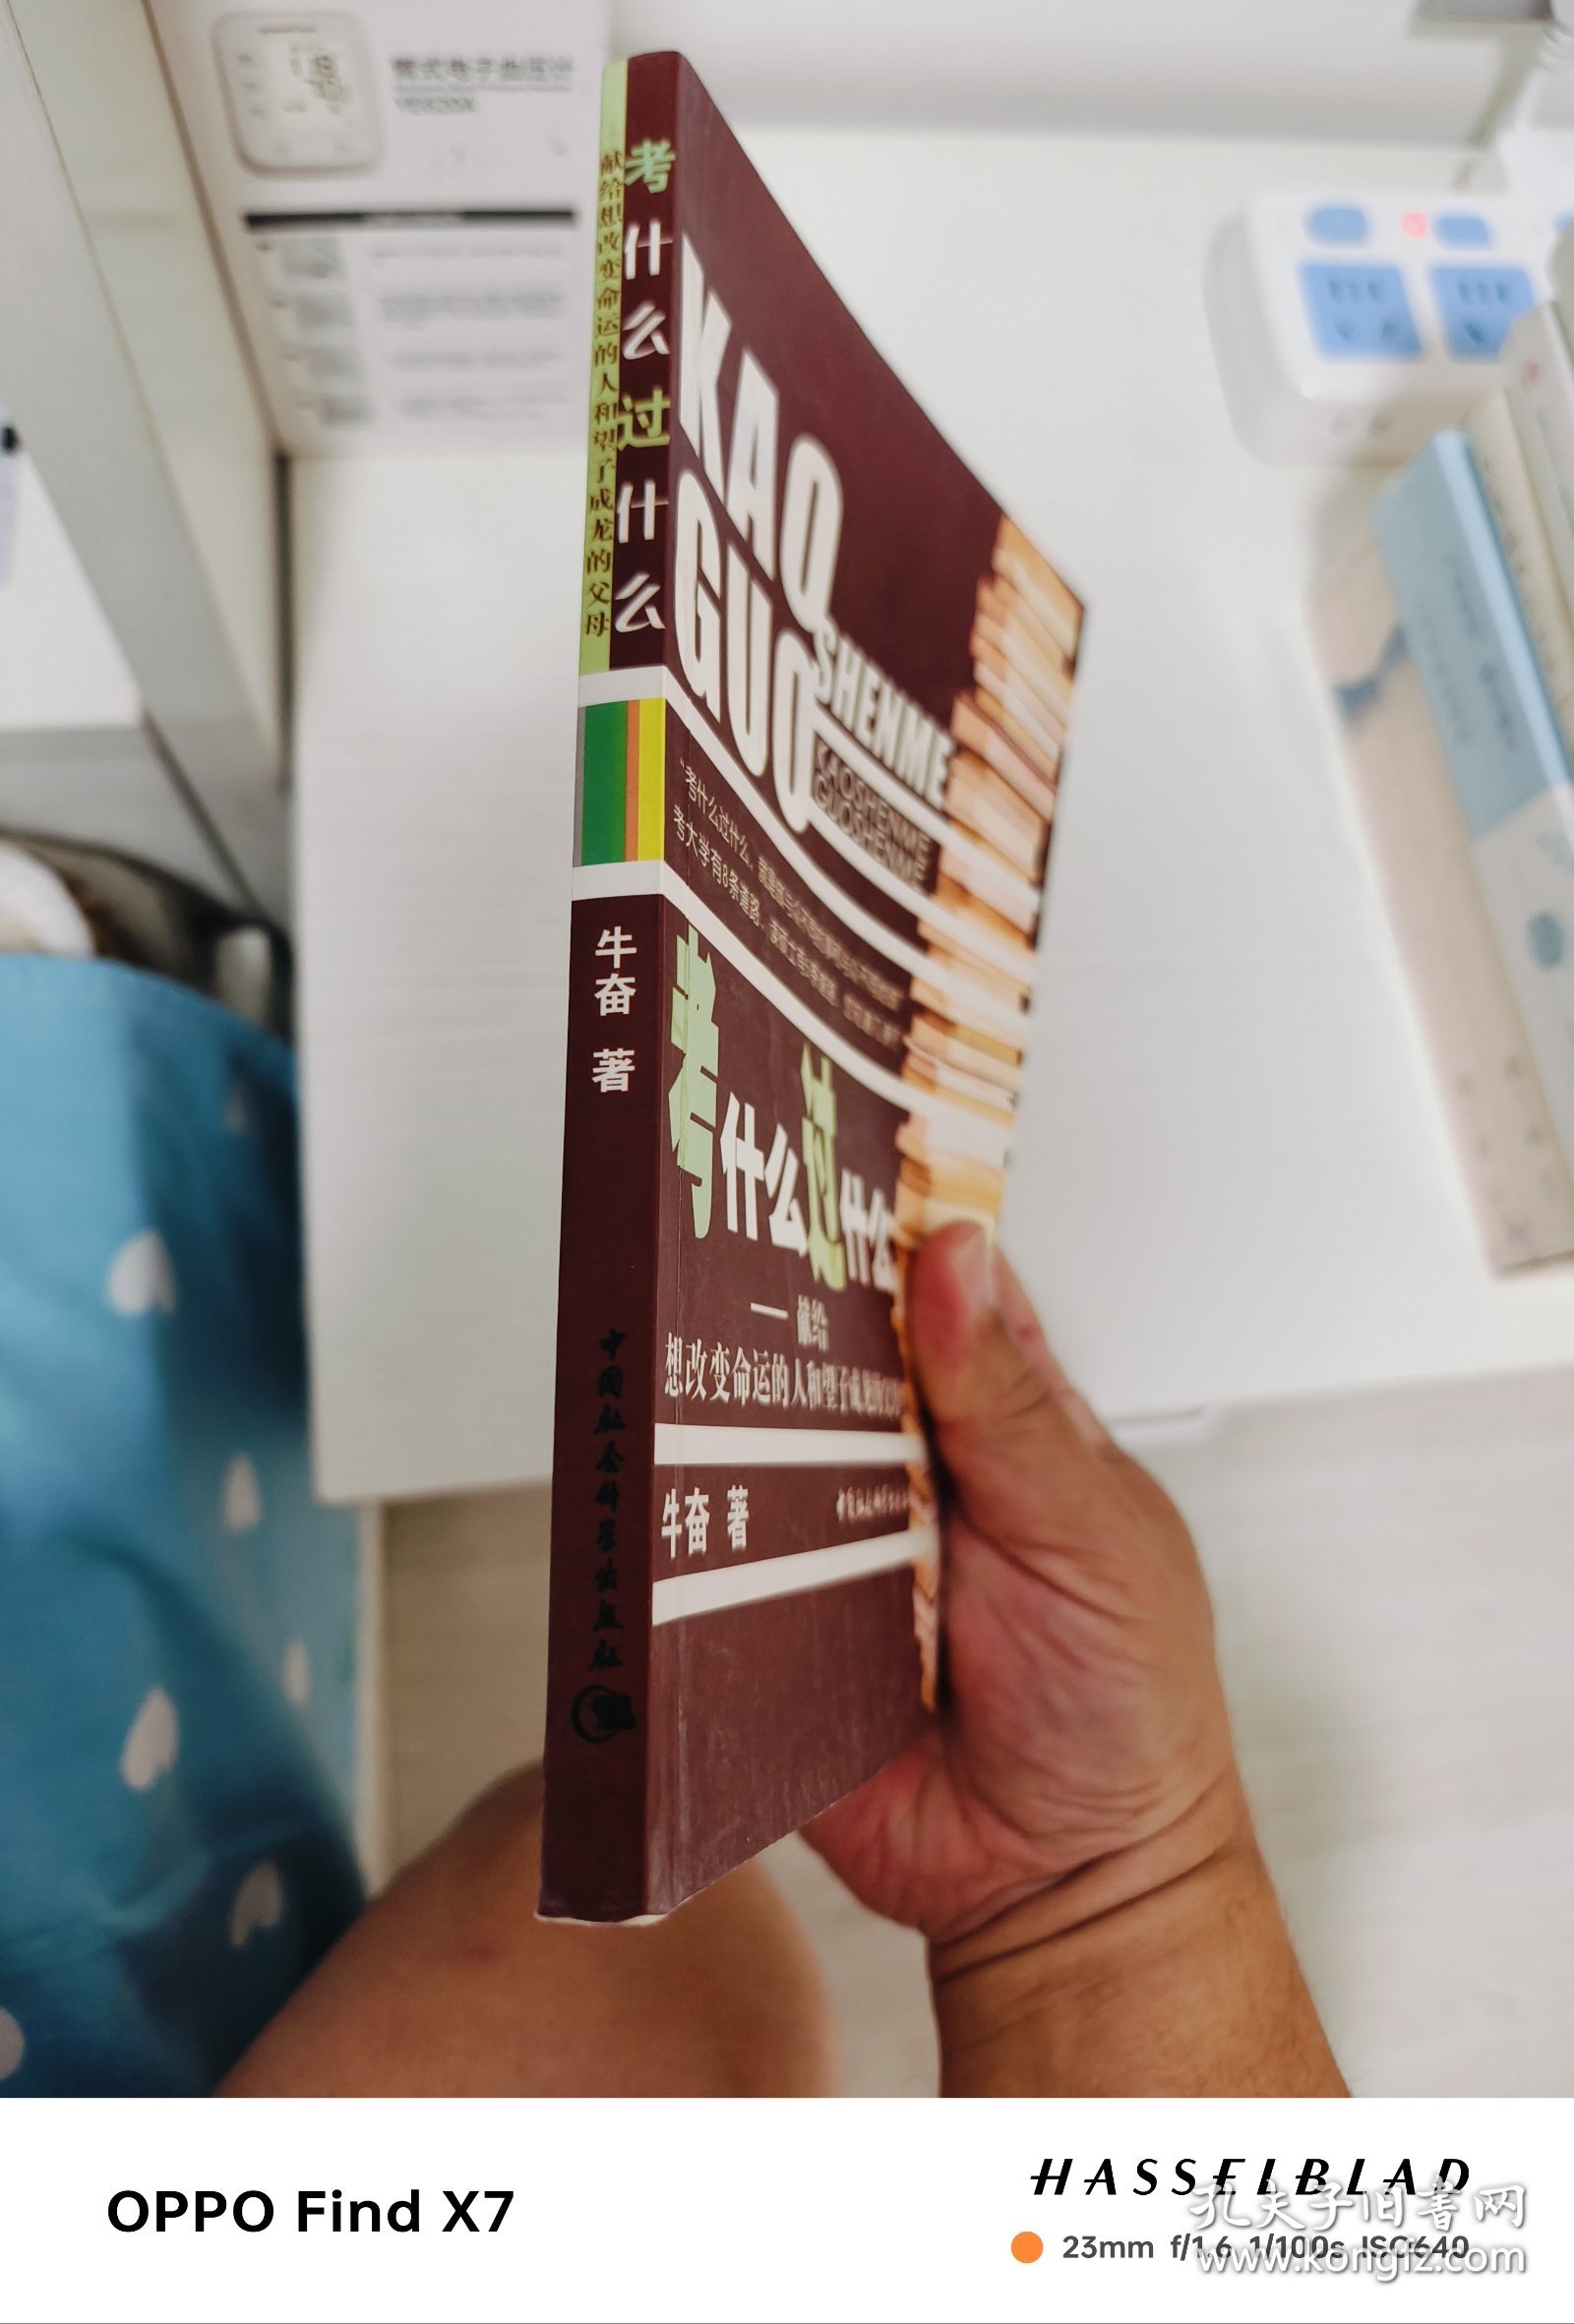 考什么过什么
献给想改变命运的人和望子成龙的父母
牛奋 著
中国社会科学出版社
KAO
GUO
SHENME
KAOSHENME
GUOSHENME
“考什么过什么
考大学有8条道路
考什么过什么
— 献给
想改变命运的人和望子成龙的父母
牛奋 著
OPPO Find X7
HASSELBLAD
23mm f/1.6 1/100s ISO640
孔夫子旧书网
www.kongfz.com